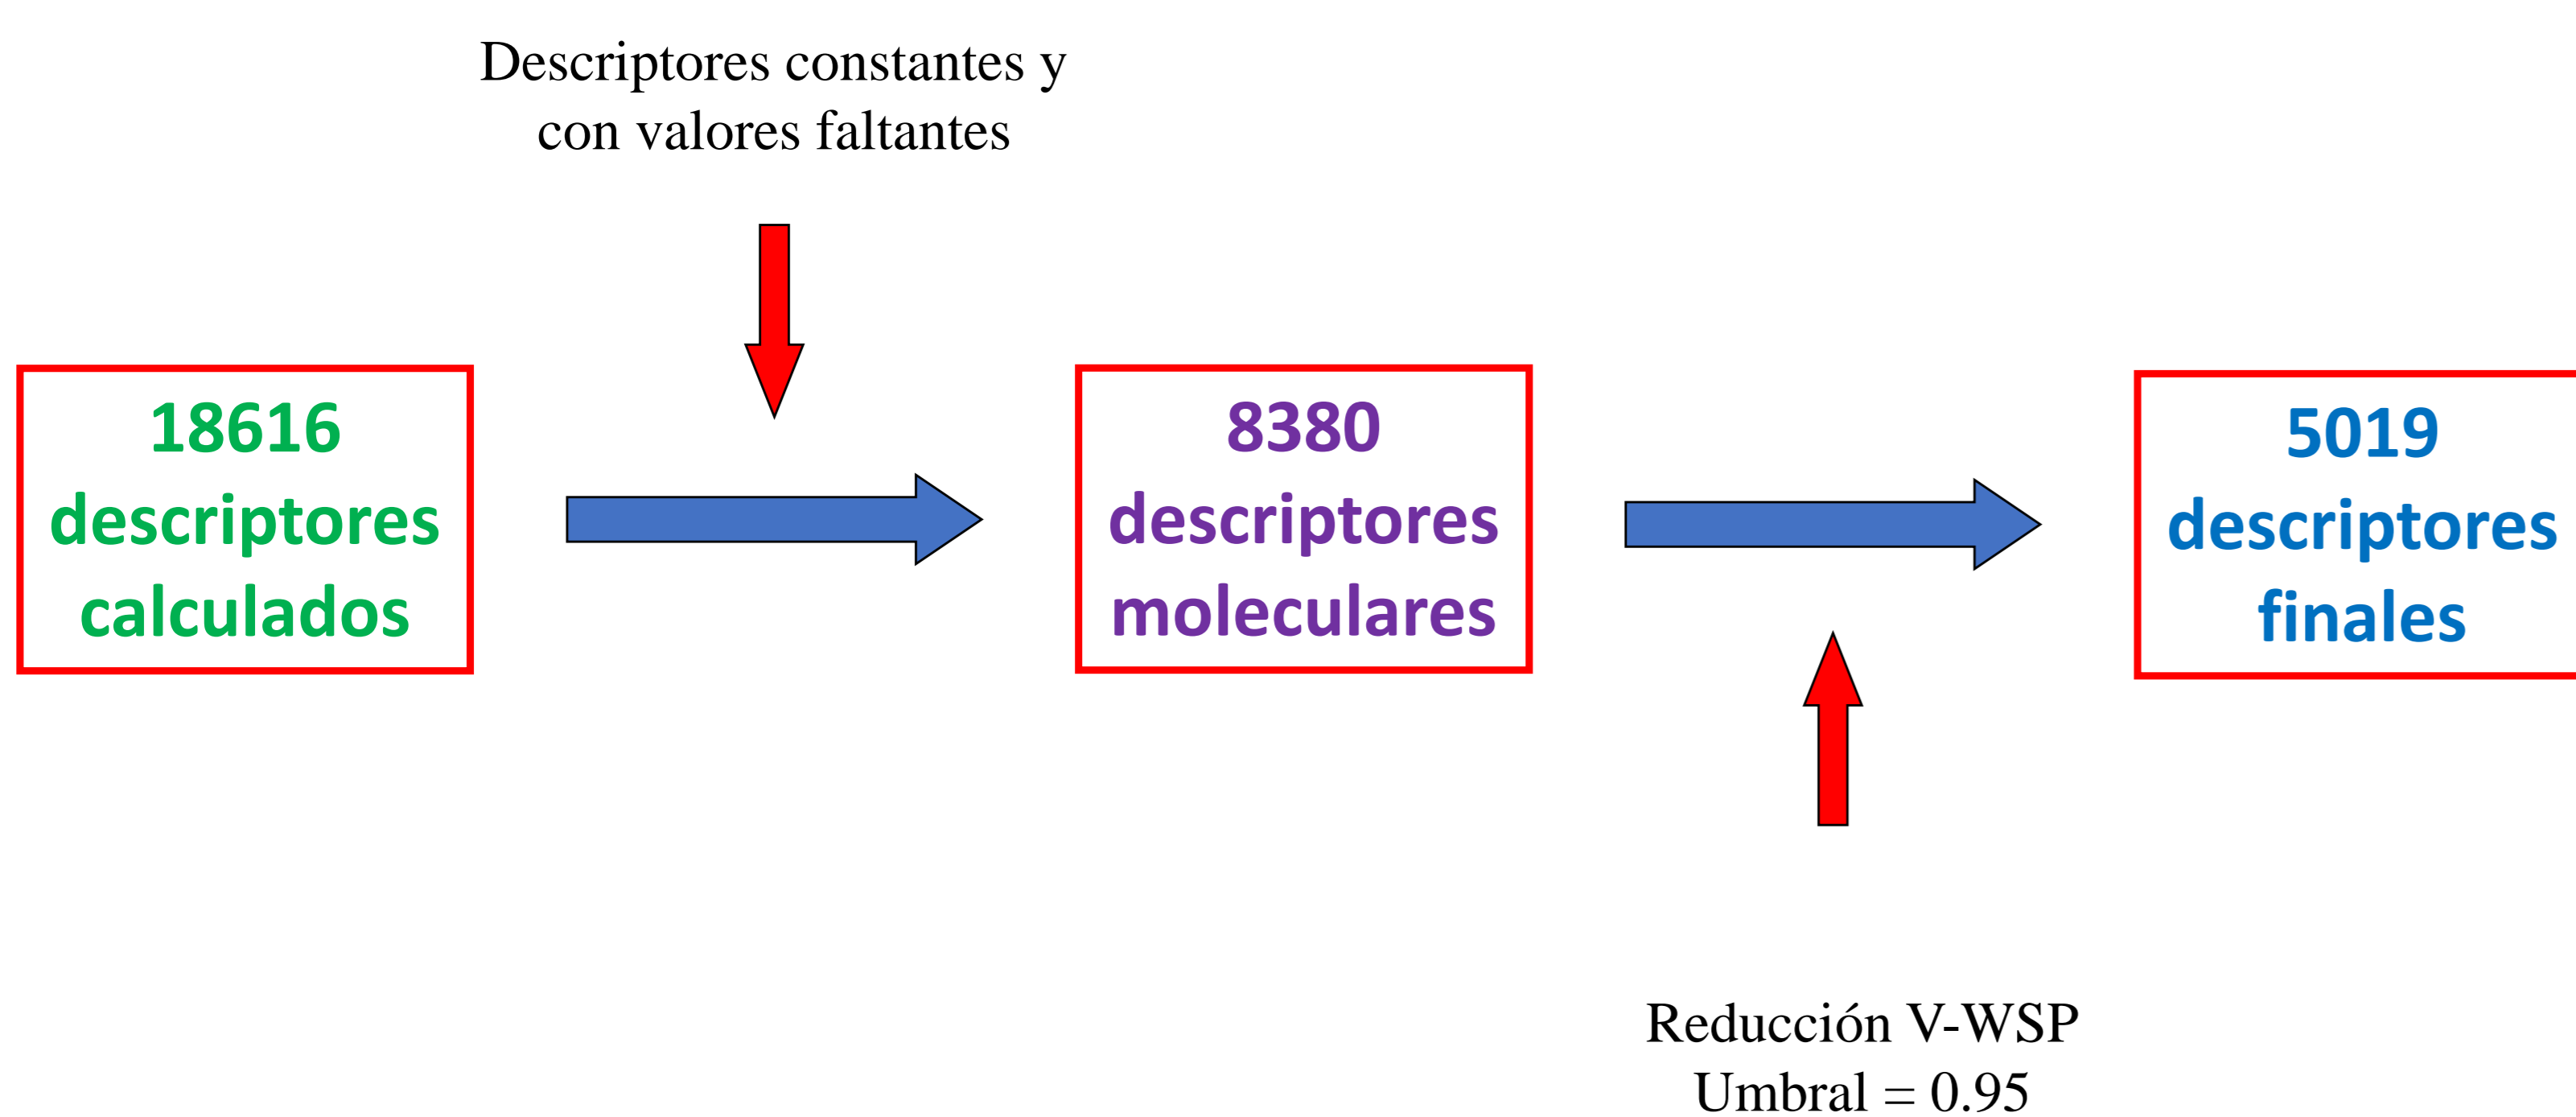 Descriptores constantes y
con valores faltantes
18616
descriptores
calculados
8380
descriptores
moleculares
5019
descriptores
finales
Reducción V-WSP
Umbral = 0.95